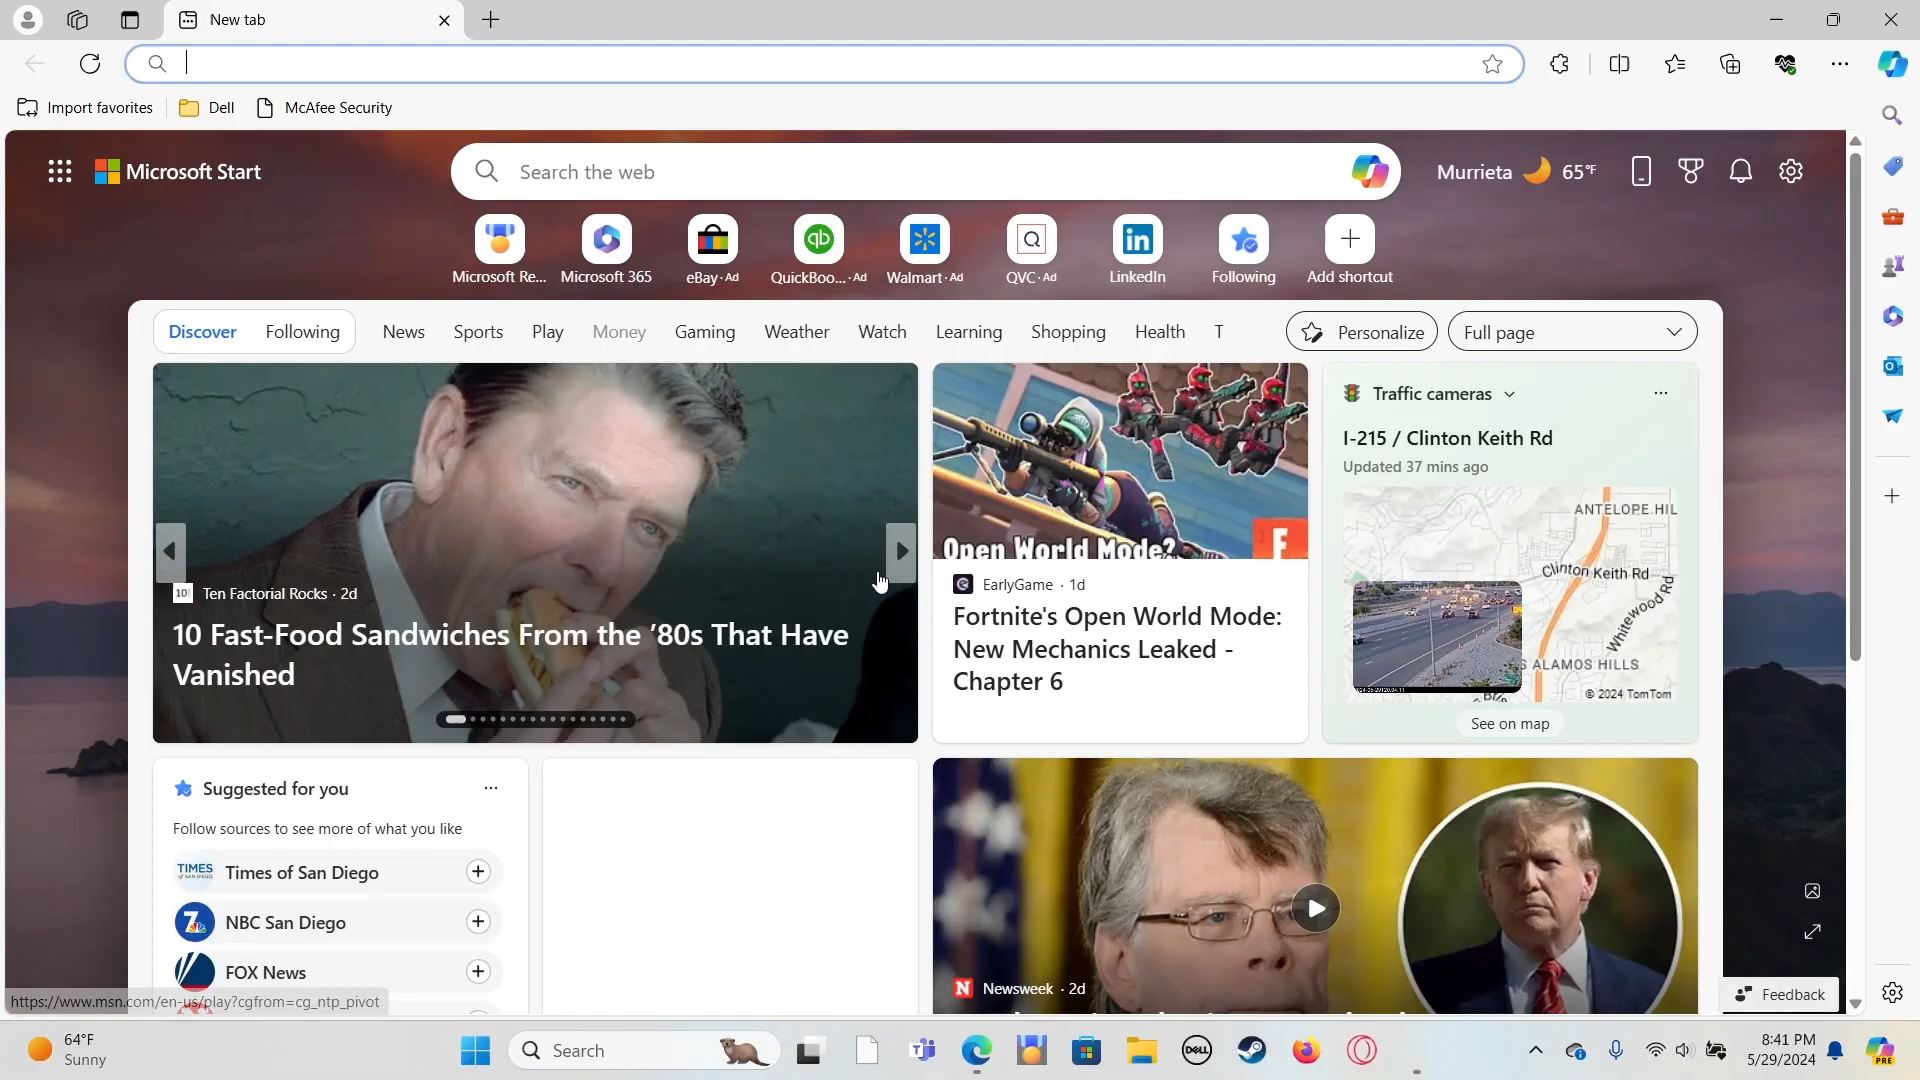 New tab
Import favorites
Dell
McAfee Security
Microsoft Start
Search the web
Murrieta
65°F
Microsoft Re...
Microsoft 365
eBay · Ad
QuickBoo... · Ad
Walmart · Ad
QVC · Ad
LinkedIn
Following
Add shortcut
Discover
Following
News
Sports
Play
Money
Gaming
Weather
Watch
Learning
Shopping
Health
T
Personalize
Full page
10!
Ten Factorial Rocks · 2d
10 Fast-Food Sandwiches From the ’80s That Have
Vanished
Open World Mode?
EarlyGame · 1d
Fortnite's Open World Mode:
New Mechanics Leaked -
Chapter 6
Traffic cameras
I-215 / Clinton Keith Rd
Updated 37 mins ago
ANTELOPE HIL
Clinton Keith Rd
Whitewood Rd
S ALAMOS HILLS
© 2024 TomTom
See on map
Suggested for you
Follow sources to see more of what you like
TIMES
Times of San Diego
7
NBC San Diego
FOX News
N
Newsweek · 2d
Feedback
https://www.msn.com/en-us/play?cgfrom=cg_ntp_pivot
64°F
Sunny
Search
DELL
8:41 PM
5/29/2024
PRE